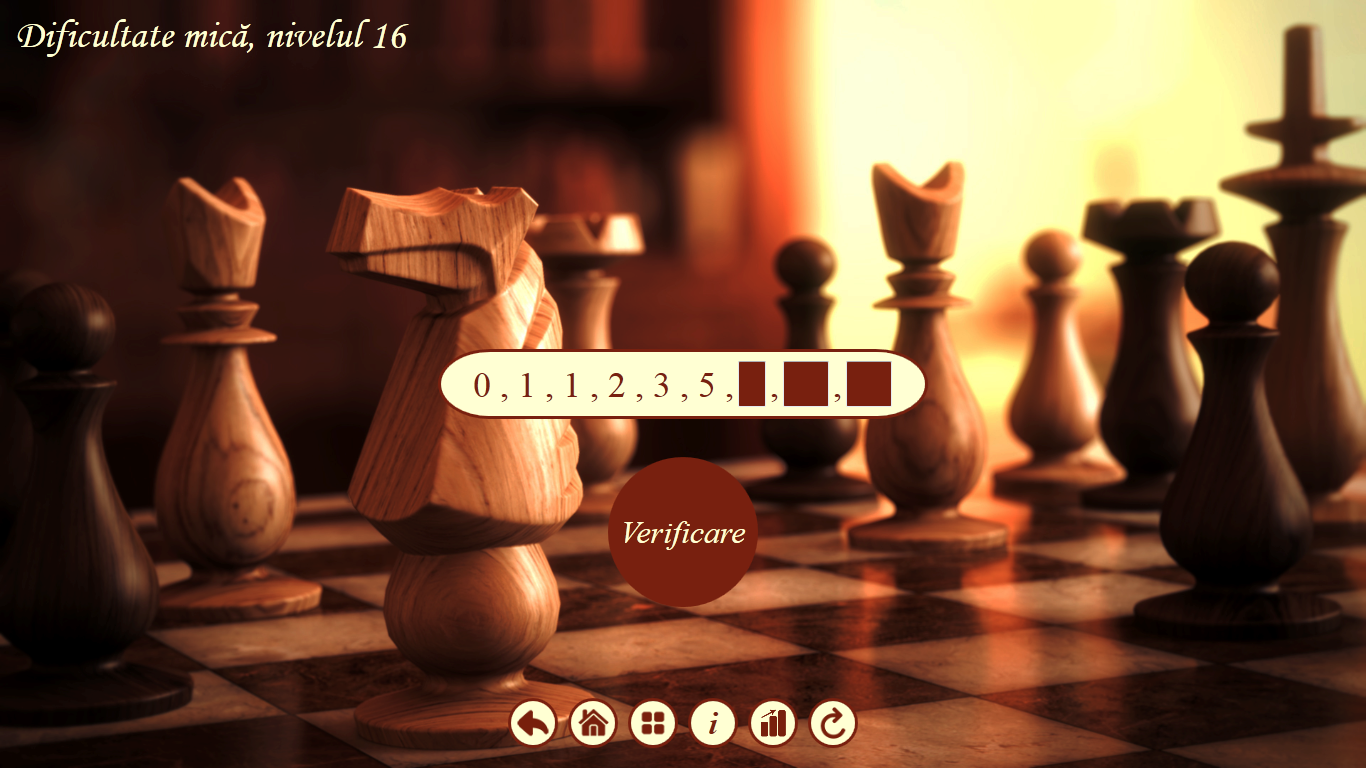 Dificultate mică, nivelul 16
0 , 1 , 1 , 2 , 3 , 5 , , ,
Verificare
i